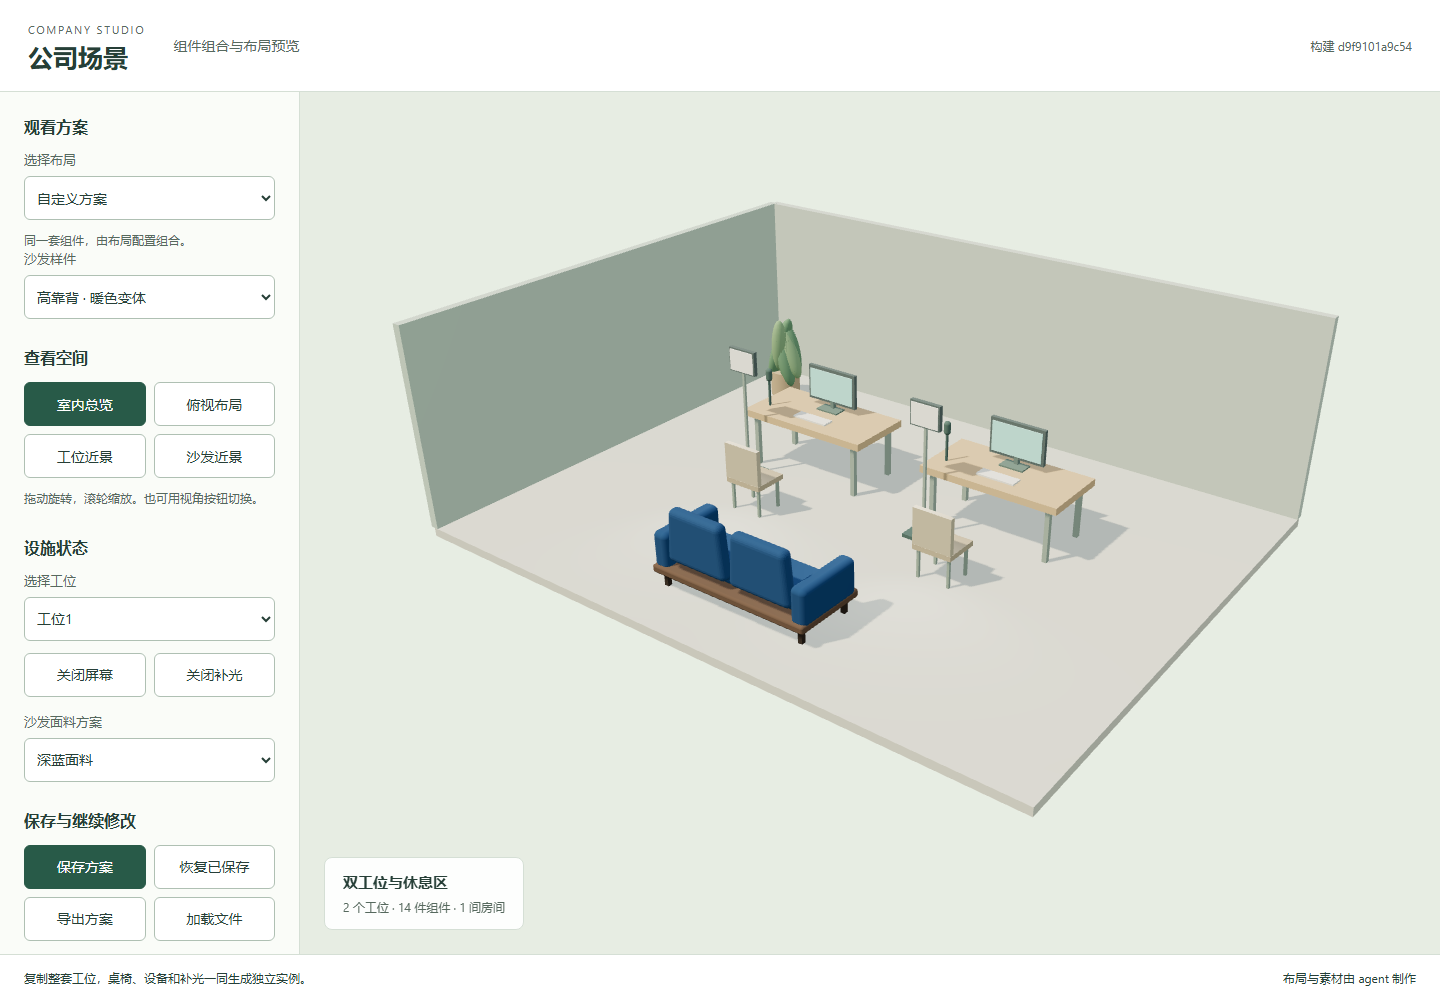 COMPANY STUDIO
公司场景
组件组合与布局预览
构建 d9f9101a9c54
观看方案
选择布局
自定义方案
同一套组件，由布局配置组合。
沙发样件
高靠背 · 暖色变体
查看空间
室内总览
俯视布局
工位近景
沙发近景
拖动旋转，滚轮缩放。也可用视角按钮切换。
设施状态
选择工位
工位1
关闭屏幕
关闭补光
沙发面料方案
深蓝面料
保存与继续修改
保存方案
恢复已保存
导出方案
加载文件
双工位与休息区
2 个工位 · 14 件组件 · 1 间房间
复制整套工位，桌椅、设备和补光一同生成独立实例。
布局与素材由 agent 制作